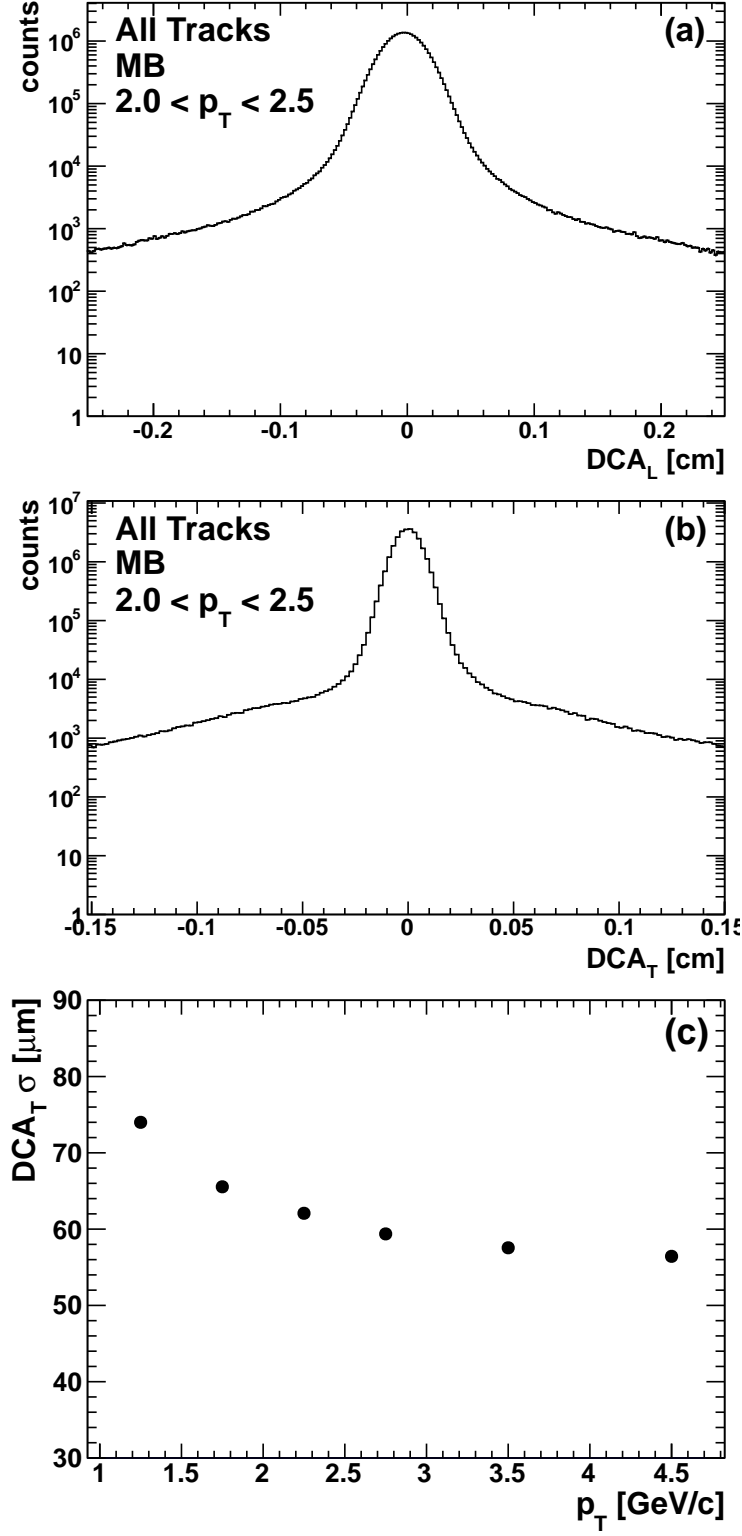 counts
All Tracks
MB
2.0 < p_T < 2.5
(a)
10^6
10^5
10^4
10^3
10^2
10
1
-0.2 -0.1 0 0.1 0.2
DCA_L [cm]
counts
All Tracks
MB
2.0 < p_T < 2.5
(b)
10^7
10^6
10^5
10^4
10^3
10^2
10
1
-0.15 -0.1 -0.05 0 0.05 0.1 0.15
DCA_T [cm]
DCA_T σ [μm]
(c)
90
80
70
60
50
40
30
1 1.5 2 2.5 3 3.5 4 4.5
p_T [GeV/c]